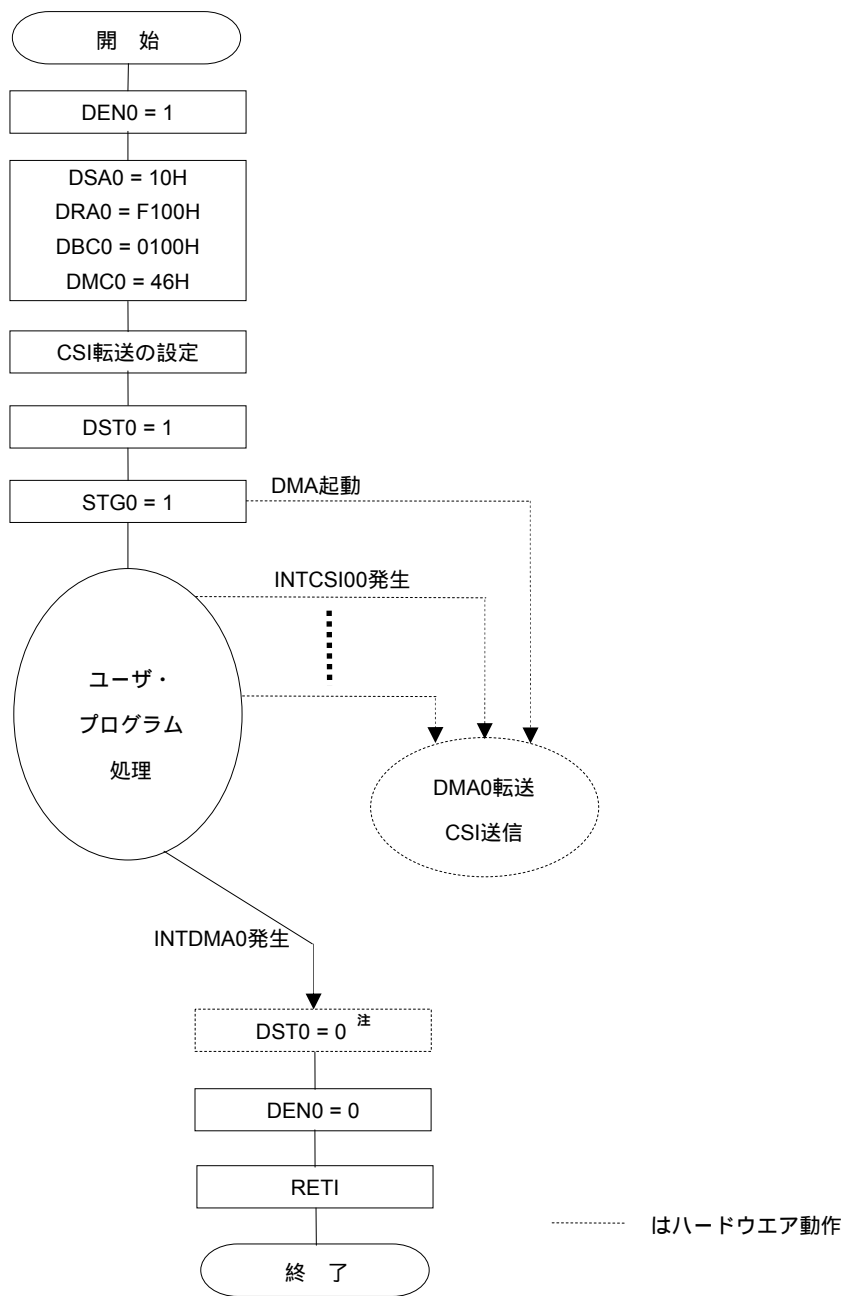 開 始
DEN0 = 1
DSA0 = 10H
DRA0 = F100H
DBC0 = 0100H
DMC0 = 46H
CSI転送の設定
DST0 = 1
STG0 = 1
DMA起動
INTCSI00発生
ユーザ・
プログラム
処理
DMA0転送
CSI送信
INTDMA0発生
DST0 = 0 注
DEN0 = 0
RETI
はハードウエア動作
終 了